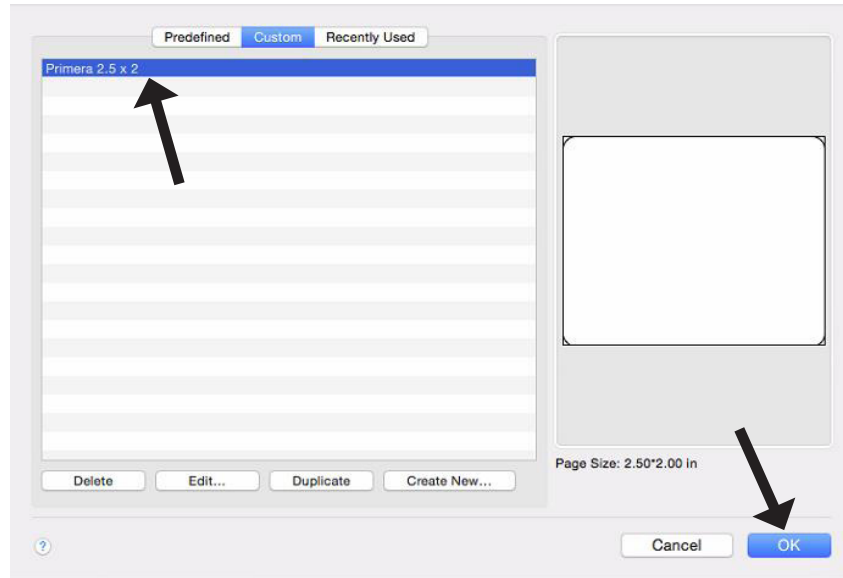 Predefined Custom Recently Used
Primera 2.5 x 2
Page Size: 2.50*2.00 in
Delete Edit... Duplicate Create New...
? Cancel OK